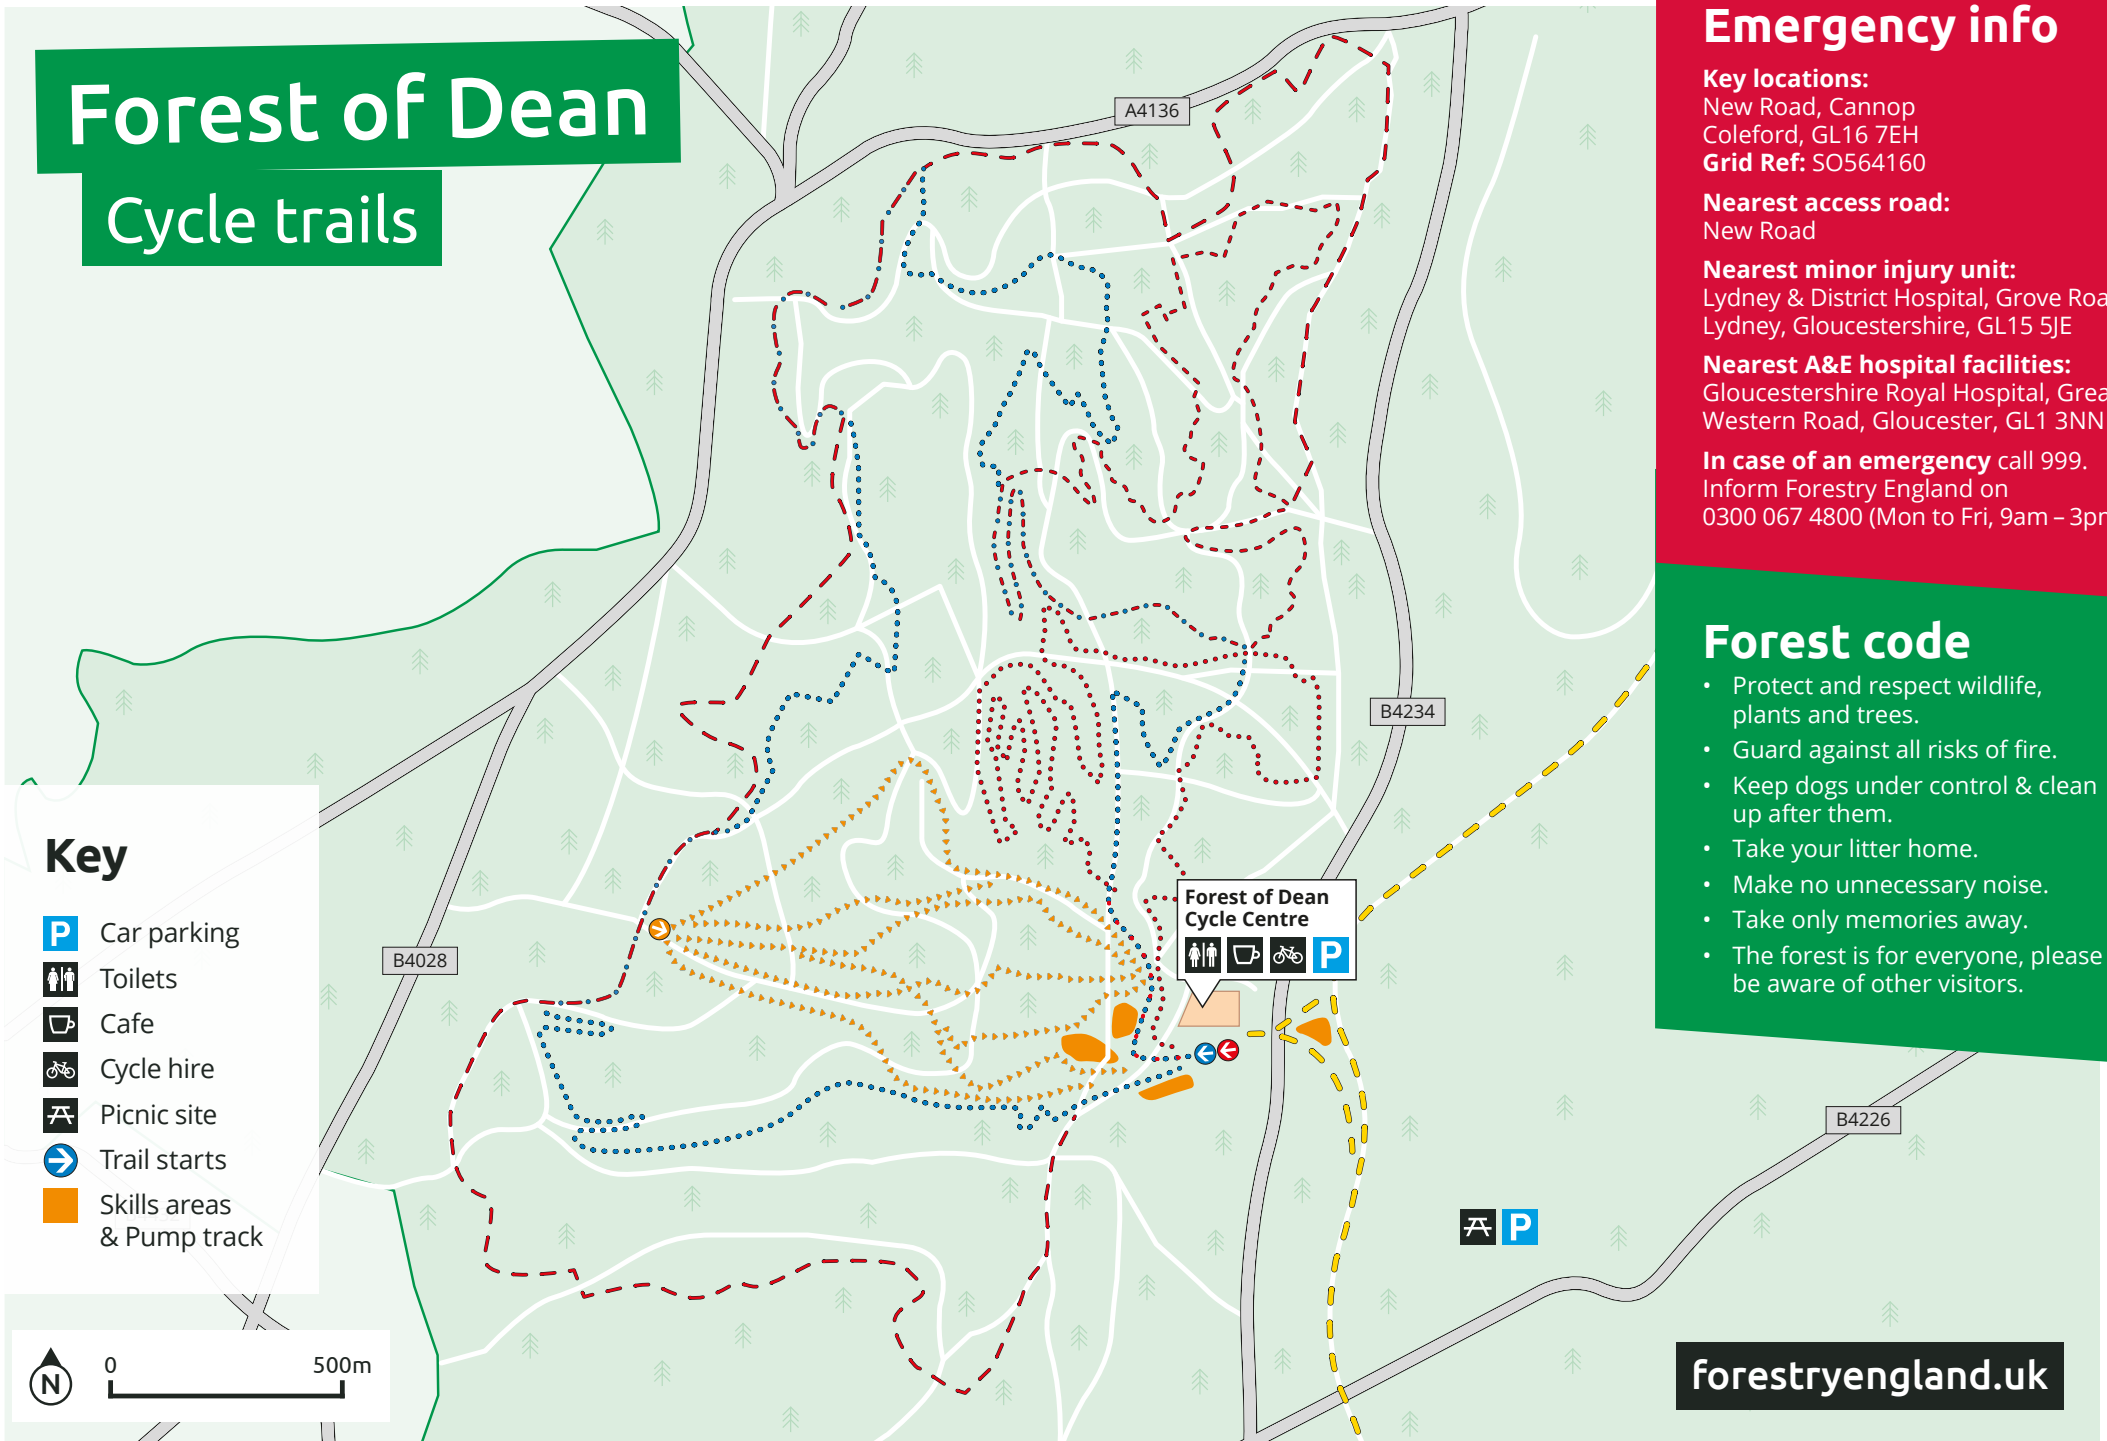 Forest of Dean
Cycle trails
A4136
B4234
B4028
B4226
Forest of Dean
Cycle Centre
P
P
Key
P Car parking
Toilets
Cafe
Cycle hire
Picnic site
Trail starts
Skills areas
& Pump track
N
0 500m
Emergency info
Key locations:
New Road, Cannop
Coleford, GL16 7EH
Grid Ref: SO564160
Nearest access road:
New Road
Nearest minor injury unit:
Lydney & District Hospital, Grove Roa
Lydney, Gloucestershire, GL15 5JE
Nearest A&E hospital facilities:
Gloucestershire Royal Hospital, Grea
Western Road, Gloucester, GL1 3NN
In case of an emergency call 999.
Inform Forestry England on
0300 067 4800 (Mon to Fri, 9am – 3pm
Forest code
• Protect and respect wildlife,
plants and trees.
• Guard against all risks of fire.
• Keep dogs under control & clean
up after them.
• Take your litter home.
• Make no unnecessary noise.
• Take only memories away.
• The forest is for everyone, please
be aware of other visitors.
forestryengland.uk